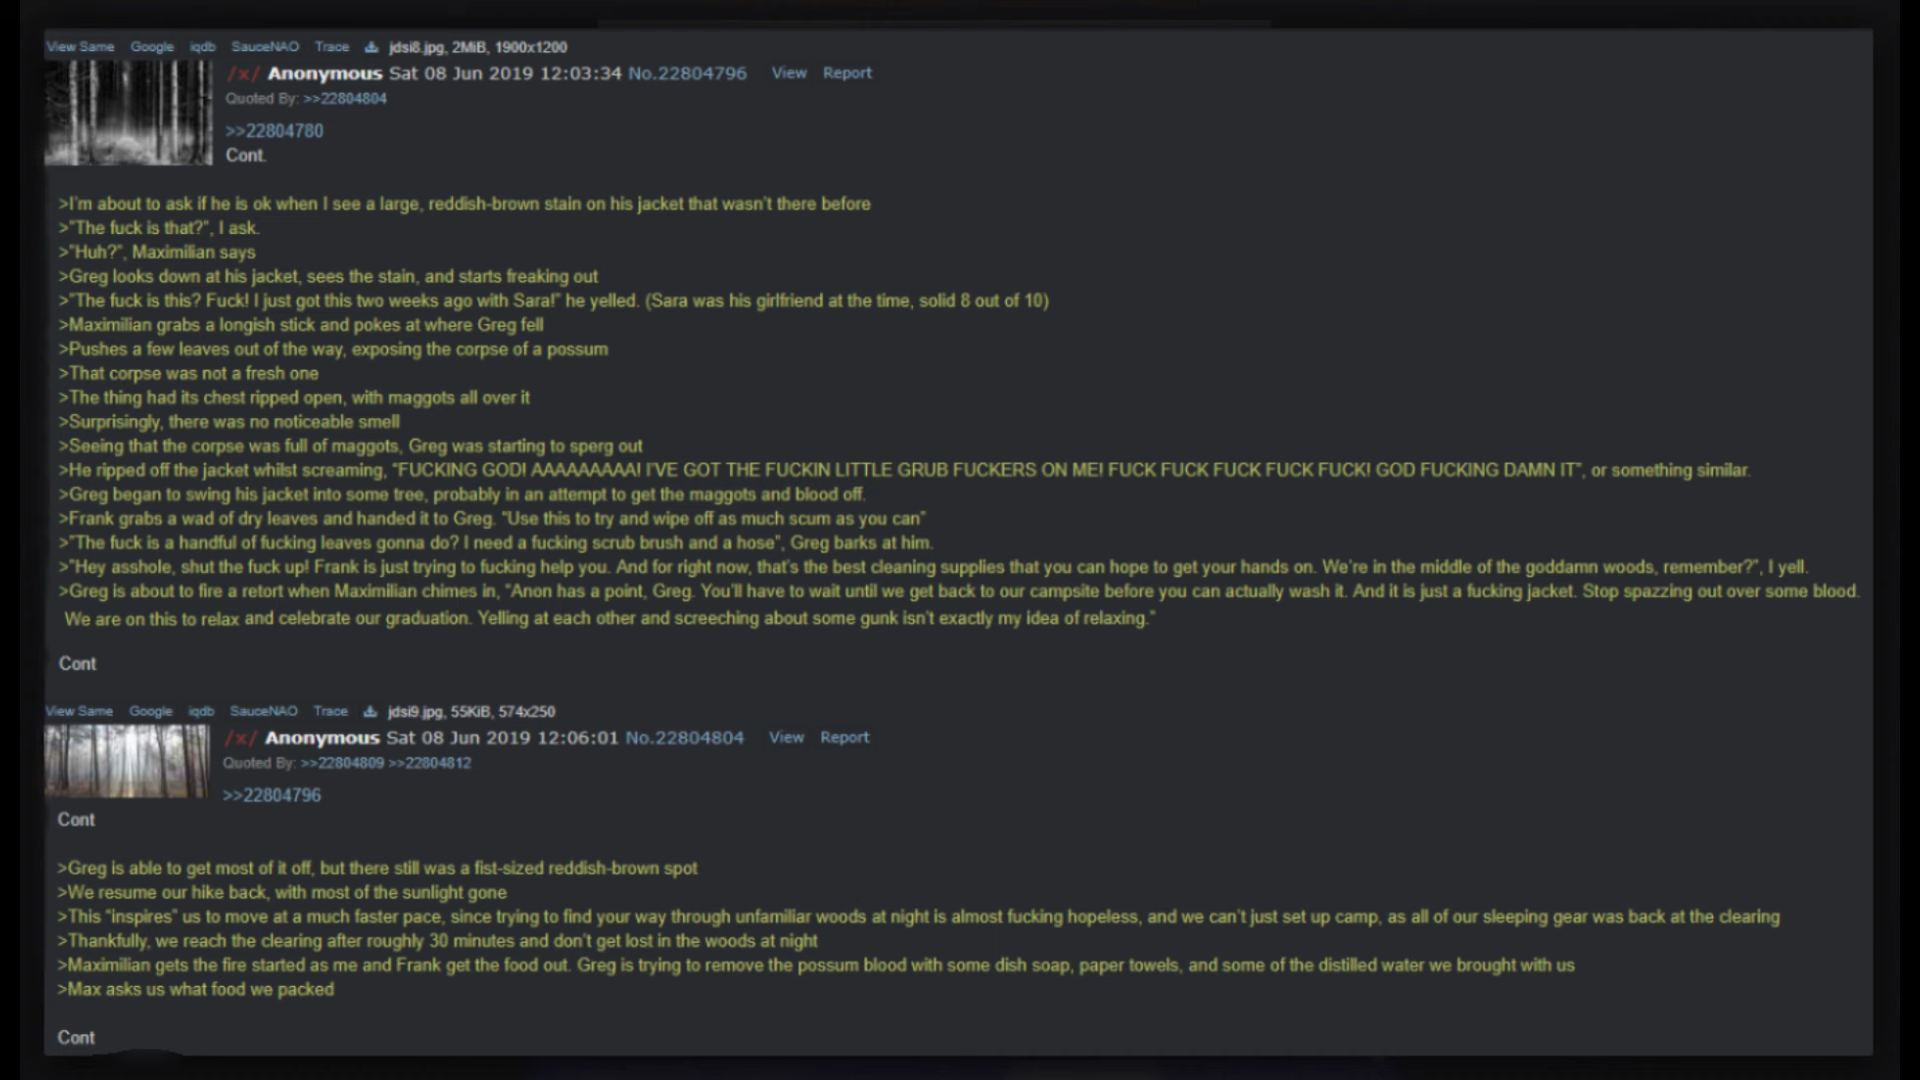 View Same Google iqdb SauceNAO Trace jdsi8.jpg, 2MiB, 1900x1200
/x/ Anonymous Sat 08 Jun 2019 12:03:34 No.22804796 View Report
Quoted By: >>22804804
>>22804780
Cont.
>I'm about to ask if he is ok when I see a large, reddish-brown stain on his jacket that wasn't there before
>"The fuck is that?", I ask.
>"Huh?", Maximilian says
>Greg looks down at his jacket, sees the stain, and starts freaking out
>"The fuck is this? Fuck! I just got this two weeks ago with Sara!" he yelled. (Sara was his girlfriend at the time, solid 8 out of 10)
>Maximilian grabs a longish stick and pokes at where Greg fell
>Pushes a few leaves out of the way, exposing the corpse of a possum
>That corpse was not a fresh one
>The thing had its chest ripped open, with maggots all over it
>Surprisingly, there was no noticeable smell
>Seeing that the corpse was full of maggots, Greg was starting to sperg out
>He ripped off the jacket whilst screaming, "FUCKING GOD! AAAAAAAAA! I'VE GOT THE FUCKIN LITTLE GRUB FUCKERS ON ME! FUCK FUCK FUCK FUCK FUCK! GOD FUCKING DAMN IT", or something similar.
>Greg began to swing his jacket into some tree, probably in an attempt to get the maggots and blood off.
>Frank grabs a wad of dry leaves and handed it to Greg. "Use this to try and wipe off as much scum as you can"
>"The fuck is a handful of fucking leaves gonna do? I need a fucking scrub brush and a hose", Greg barks at him.
>"Hey asshole, shut the fuck up! Frank is just trying to fucking help you. And for right now, that's the best cleaning supplies that you can hope to get your hands on. We're in the middle of the goddamn woods, remember?", I yell.
>Greg is about to fire a retort when Maximilian chimes in, "Anon has a point, Greg. You'll have to wait until we get back to our campsite before you can actually wash it. And it is just a fucking jacket. Stop spazzing out over some blood.
We are on this to relax and celebrate our graduation. Yelling at each other and screeching about some gunk isn't exactly my idea of relaxing."
Cont
View Same Google iqdb SauceNAO Trace jdsi9.jpg, 55KiB, 574x250
/x/ Anonymous Sat 08 Jun 2019 12:06:01 No.22804804 View Report
Quoted By: >>22804809 >>22804812
>>22804796
Cont
>Greg is able to get most of it off, but there still was a fist-sized reddish-brown spot
>We resume our hike back, with most of the sunlight gone
>This "inspires" us to move at a much faster pace, since trying to find your way through unfamiliar woods at night is almost fucking hopeless, and we can't just set up camp, as all of our sleeping gear was back at the clearing
>Thankfully, we reach the clearing after roughly 30 minutes and don't get lost in the woods at night
>Maximilian gets the fire started as me and Frank get the food out. Greg is trying to remove the possum blood with some dish soap, paper towels, and some of the distilled water we brought with us
>Max asks us what food we packed
Cont